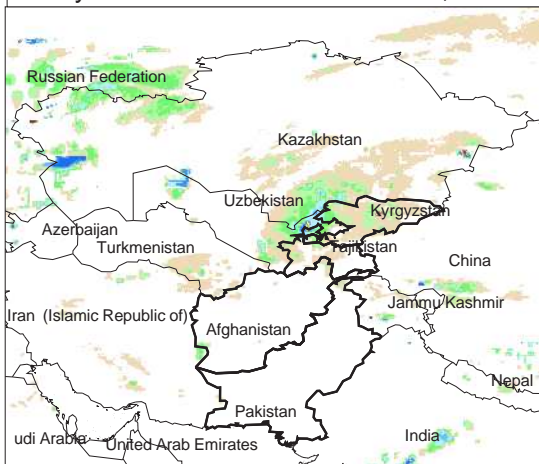 Russian Federation
Kazakhstan
Uzbekistan
Kyrgyzstan
Azerbaijan
Turkmenistan
Tajikistan
China
Jammu/Kashmir
Iran (Islamic Republic of)
Afghanistan
Nepal
Pakistan
udi Arabia
United Arab Emirates
India